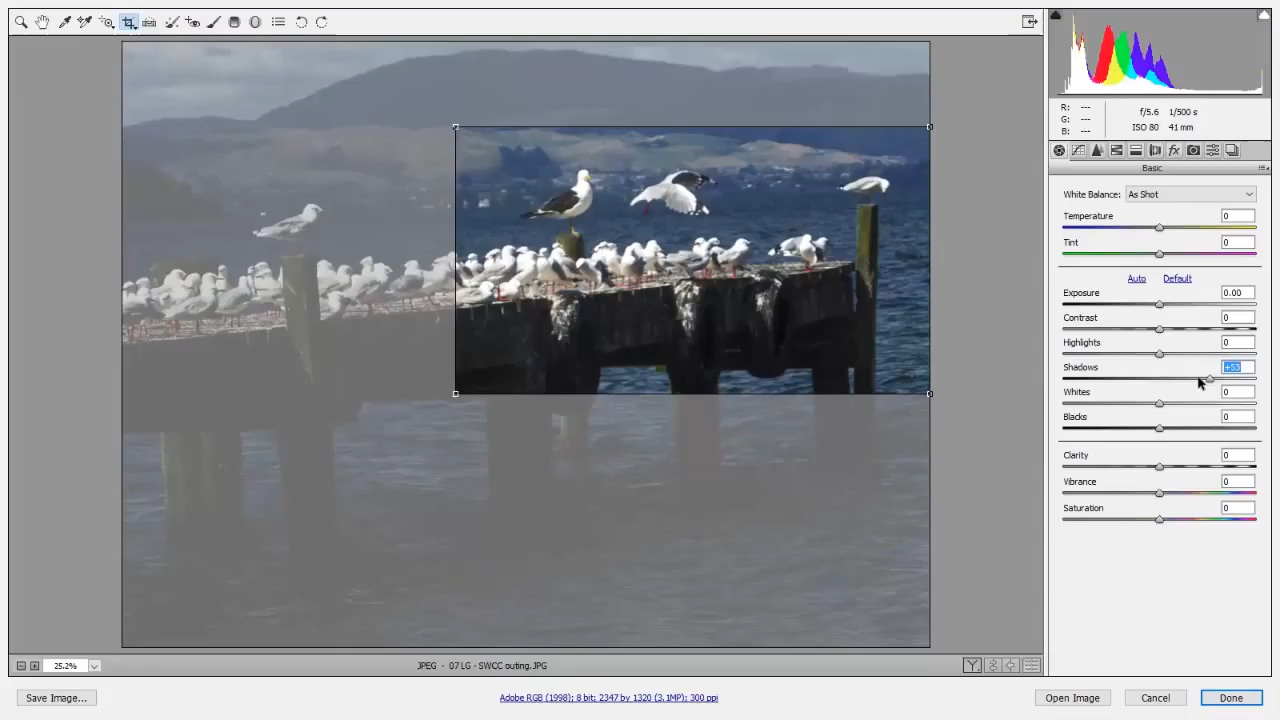 R: ---
G: ---
B: ---
f/5.6 1/500 s
ISO 80 41 mm
Basic
White Balance: As Shot
Temperature 0
Tint 0
Auto Default
Exposure 0.00
Contrast 0
Highlights 0
Shadows +53
Whites 0
Blacks 0
Clarity 0
Vibrance 0
Saturation 0
25.2%
JPEG - 07 LG - SWCC outing.JPG
Y
Save Image...
Adobe RGB (1998); 8 bit; 2347 by 1320 (3.1MP); 300 ppi
Open Image
Cancel
Done